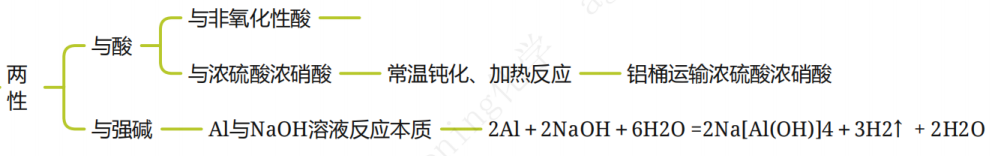 两性
与酸
与非氧化性酸
与浓硫酸浓硝酸
常温钝化、加热反应
铝桶运输浓硫酸浓硝酸
与强碱
Al与NaOH溶液反应本质
2Al＋2NaOH＋6H2O =2Na[Al(OH)]4＋3H2↑ + 2H2O